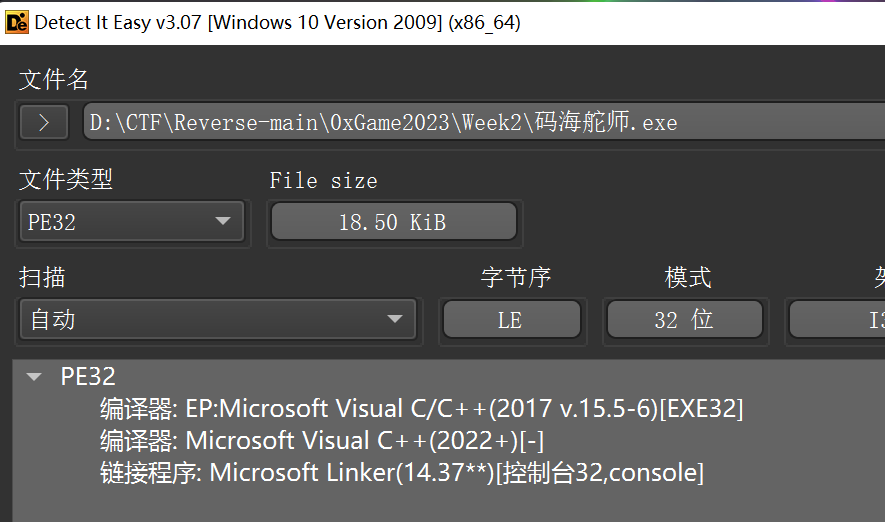 Detect It Easy v3.07 [Windows 10 Version 2009] (x86_64)
文件名
> D:\CTF\Reverse-main\0xGame2023\Week2\码海舵师.exe
文件类型 File size
PE32 18.50 KiB
扫描 字节序 模式
自动 LE 32 位
PE32
编译器: EP:Microsoft Visual C/C++(2017 v.15.5-6)[EXE32]
编译器: Microsoft Visual C++(2022+)[-]
链接程序: Microsoft Linker(14.37**)[控制台32,console]